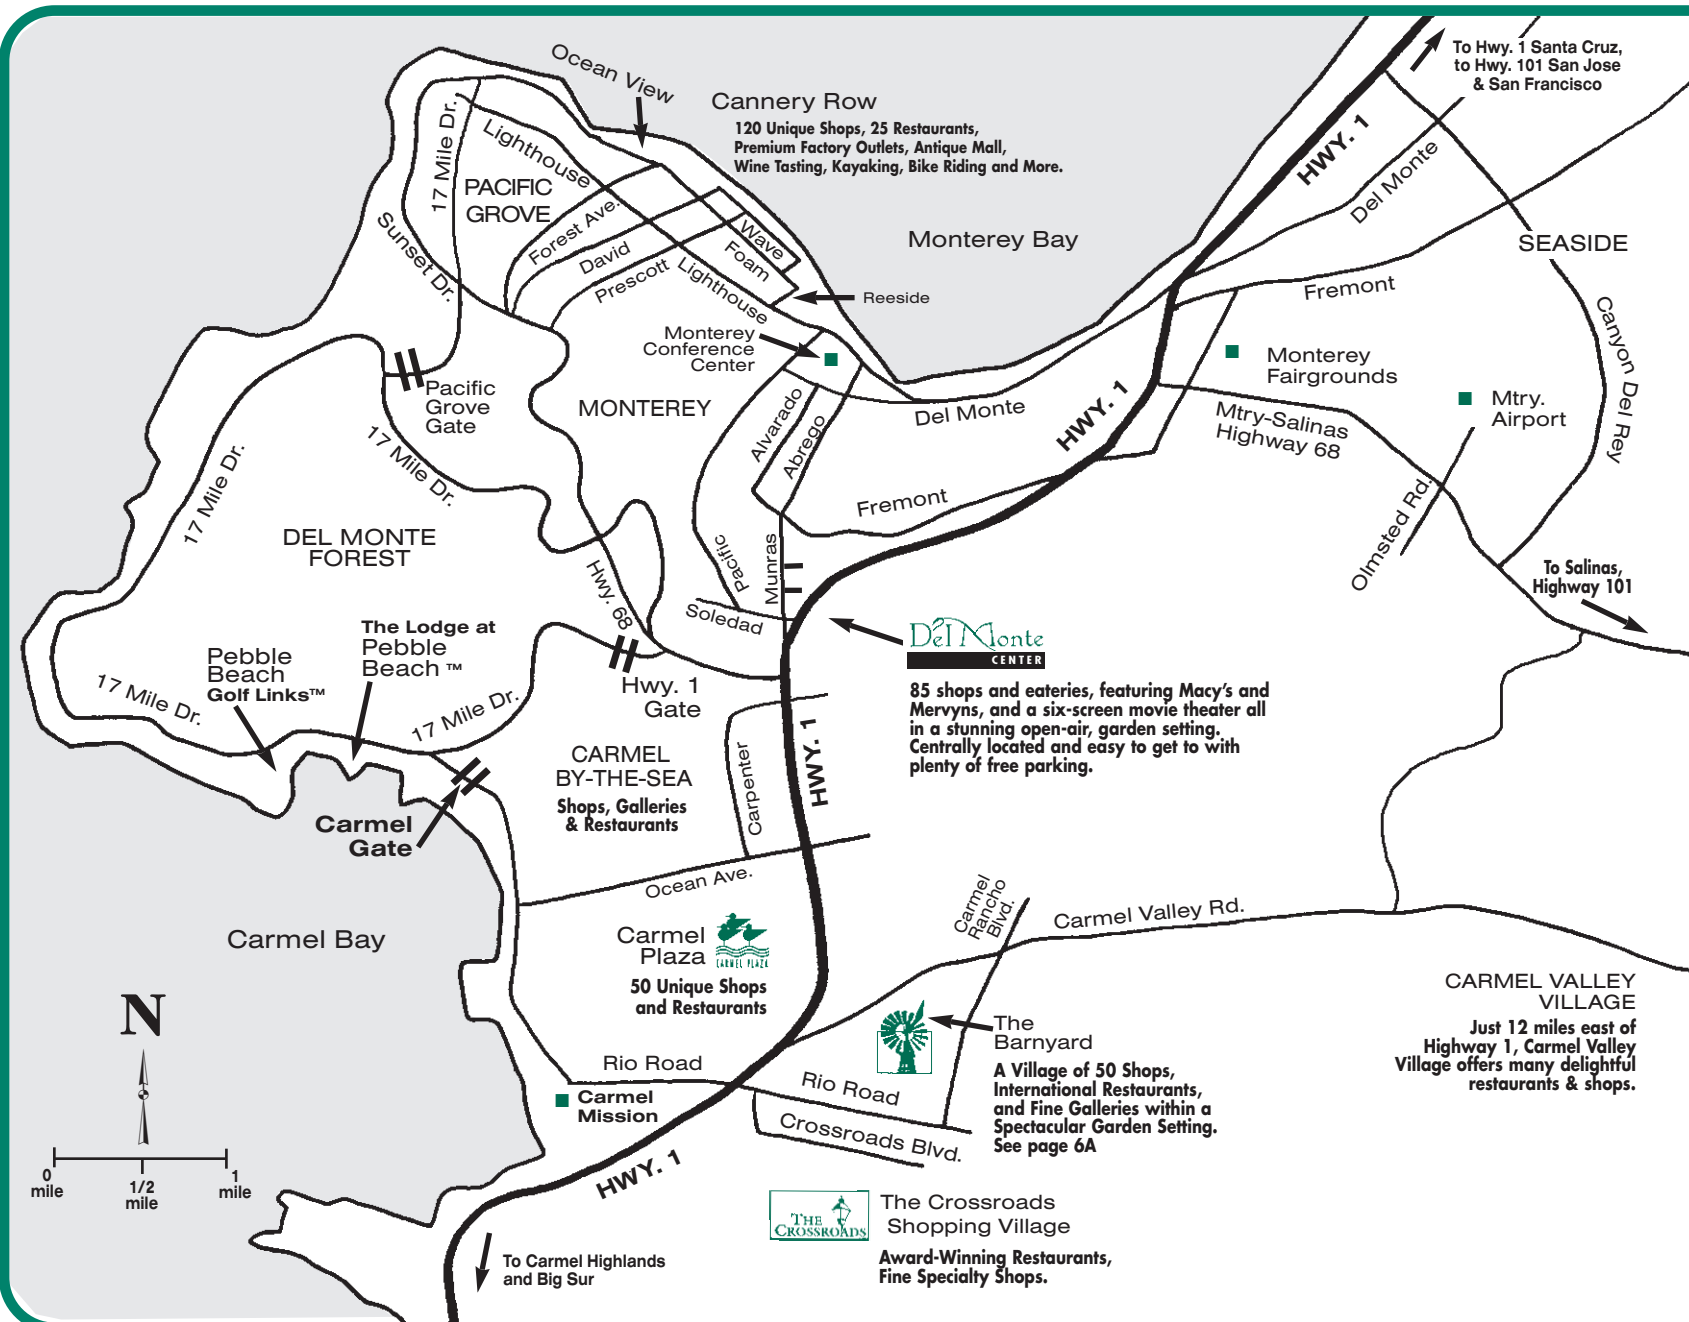 Ocean View
To Hwy. 1 Santa Cruz,
to Hwy. 101 San Jose
& San Francisco
Cannery Row
120 Unique Shops, 25 Restaurants,
Premium Factory Outlets, Antique Mall,
Wine Tasting, Kayaking, Bike Riding and More.
17 Mile Dr.
Lighthouse
HWY. 1
Del Monte
PACIFIC
GROVE
Sunset Dr.
Forest Ave.
David
Prescott
Wave
Foam
Lighthouse
Reeside
Monterey Bay
SEASIDE
Fremont
Canyon Del Rey
Monterey
Conference
Center
Monterey
Fairgrounds
Mtry.
Airport
Pacific
Grove
Gate
MONTEREY
Alvarado
Abrego
Del Monte
HWY. 1
Mtry-Salinas
Highway 68
17 Mile Dr.
17 Mile Dr.
Fremont
Olmsted Rd.
DEL MONTE
FOREST
Hwy. 68
Pacific
Munras
Soledad
To Salinas,
Highway 101
Del Monte
CENTER
85 shops and eateries, featuring Macy's and
Mervyns, and a six-screen movie theater all
in a stunning open-air, garden setting.
Centrally located and easy to get to with
plenty of free parking.
The Lodge at
Pebble
Beach ™
Pebble
Beach
Golf Links™
17 Mile Dr.
17 Mile Dr.
Hwy. 1
Gate
CARMEL
BY-THE-SEA
Shops, Galleries
& Restaurants
Carpenter
HWY. 1
Carmel
Gate
Ocean Ave.
Carmel
Rancho
Blvd.
Carmel Valley Rd.
Carmel Bay
Carmel
Plaza
CARMEL PLAZA
50 Unique Shops
and Restaurants
CARMEL VALLEY
VILLAGE
Just 12 miles east of
Highway 1, Carmel Valley
Village offers many delightful
restaurants & shops.
N
The
Barnyard
A Village of 50 Shops,
International Restaurants,
and Fine Galleries within a
Spectacular Garden Setting.
See page 6A
Rio Road
Rio Road
Carmel
Mission
Crossroads Blvd.
HWY. 1
0
mile
1/2
mile
1
mile
THE
CROSSROADS
The Crossroads
Shopping Village
Award-Winning Restaurants,
Fine Specialty Shops.
To Carmel Highlands
and Big Sur